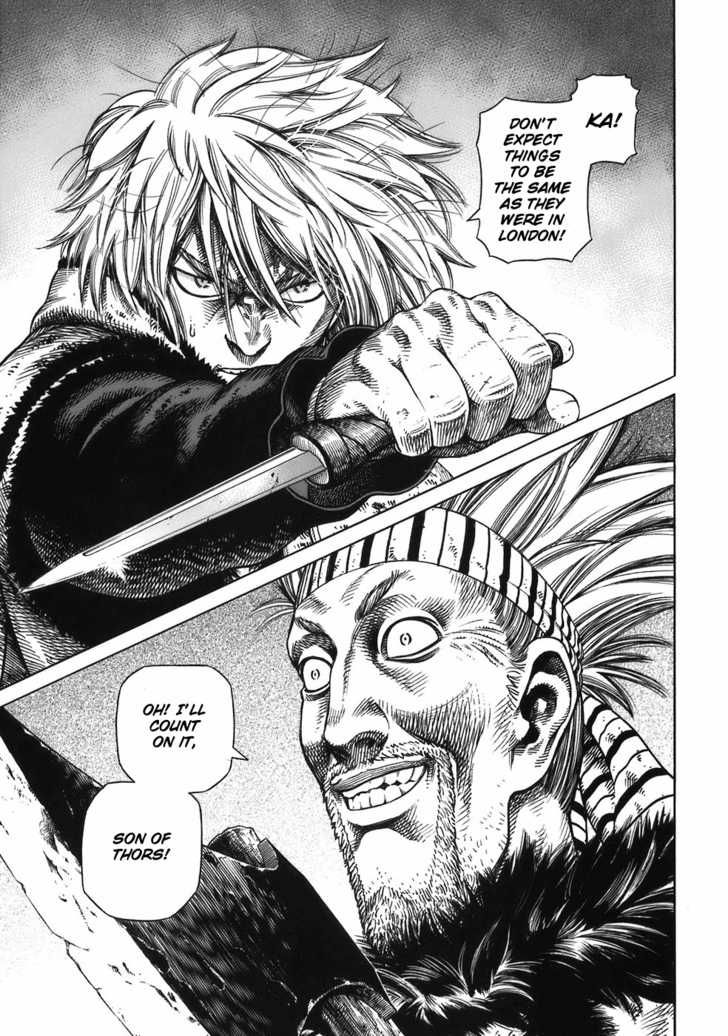 KA!
DON'T
EXPECT
THINGS
TO BE
THE SAME
AS THEY
WERE IN
LONDON!
OH! I'LL
COUNT
ON IT,
SON OF
THORS!